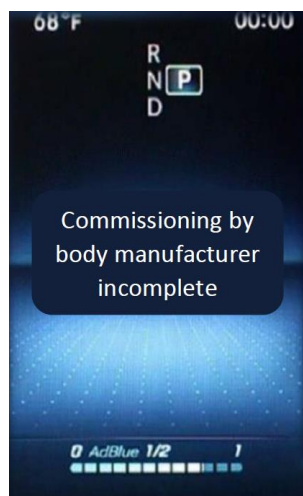 68°F 00:00
R
N P
D
Commissioning by
body manufacturer
incomplete
0 AdBlue 1/2 1